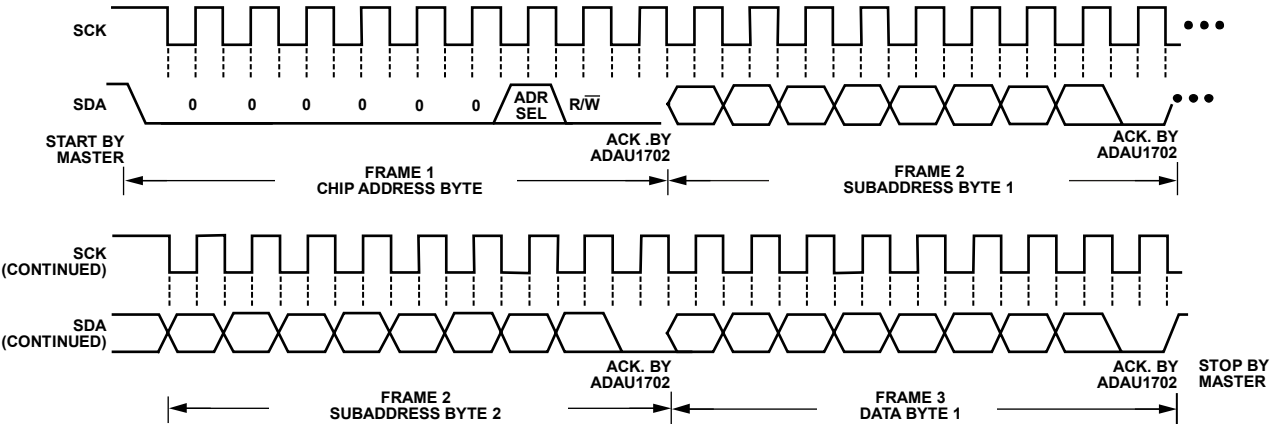 SCK
SDA
0 0 0 0 0 0 ADR SEL R/W̅
START BY
MASTER
ACK .BY
ADAU1702
ACK. BY
ADAU1702
FRAME 1
CHIP ADDRESS BYTE
FRAME 2
SUBADDRESS BYTE 1
SCK
(CONTINUED)
SDA
(CONTINUED)
ACK. BY
ADAU1702
ACK. BY
ADAU1702
STOP BY
MASTER
FRAME 2
SUBADDRESS BYTE 2
FRAME 3
DATA BYTE 1